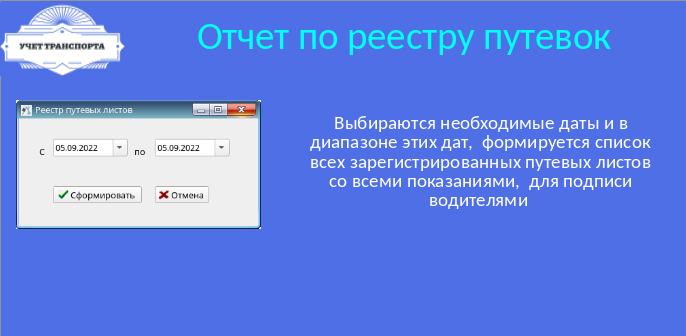 УЧЕТ ТРАНСПОРТА
Отчет по реестру путевок
Реестр путевых листов
с 05.09.2022 по 05.09.2022
Сформировать Отмена
Выбираются необходимые даты и в
диапазоне этих дат, формируется список
всех зарегистрированных путевых листов
со всеми показаниями, для подписи
водителями